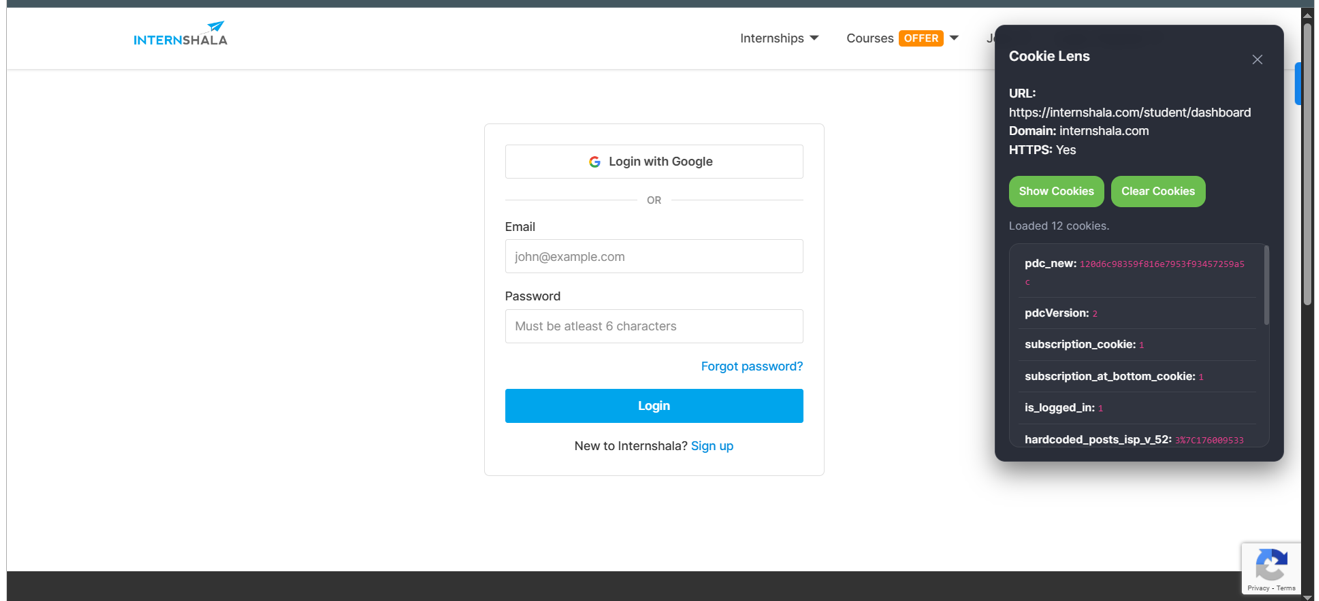 INTERNSHALA
Internships
Courses OFFER
Login with Google
OR
Email
john@example.com
Password
Must be atleast 6 characters
Forgot password?
Login
New to Internshala? Sign up
Cookie Lens
URL:
https://internshala.com/student/dashboard
Domain: internshala.com
HTTPS: Yes
Show Cookies Clear Cookies
Loaded 12 cookies.
pdc_new: 120d6c98359f816e7953f93457259a5
c
pdcVersion: 2
subscription_cookie: 1
subscription_at_bottom_cookie: 1
is_logged_in: 1
hardcoded_posts_isp_v_52: 3%7C176009533
Privacy - Terms